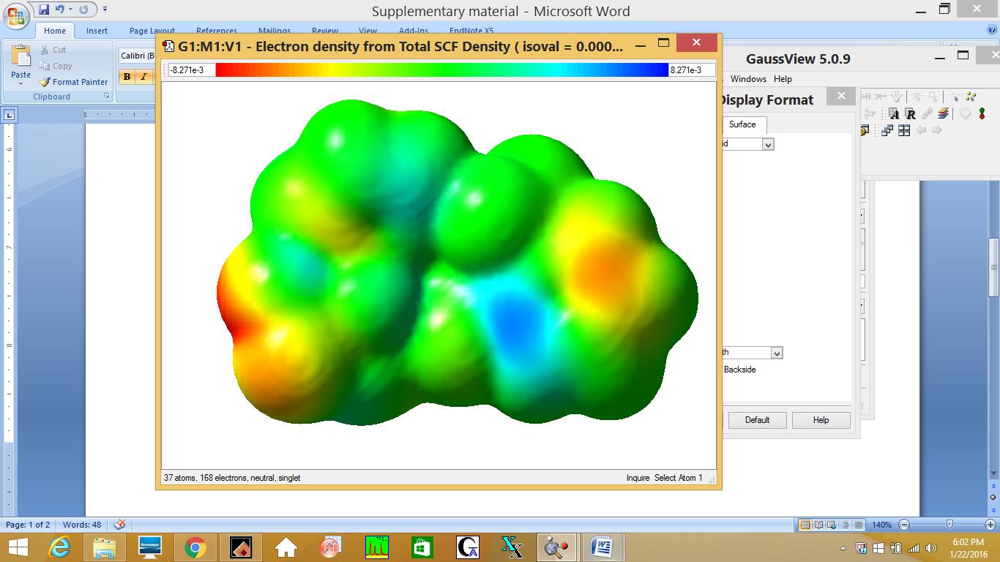 Supplementary material - Microsoft Word
Home Insert Page Layout References Mailings Review View Add-Ins EndNote X5
Cut
Copy
Format Painter
Paste
Clipboard
Calibri (B
B I
G1:M1:V1 - Electron density from Total SCF Density ( isoval = 0.000...
-8.271e-3
8.271e-3
GaussView 5.0.9
Windows Help
Display Format
Surface
id
th
Backside
Default
Help
37 atoms, 168 electrons, neutral, singlet
Inquire Select Atom 1
Page: 1 of 2 Words: 48
140%
lenovo
6:02 PM
1/22/2016